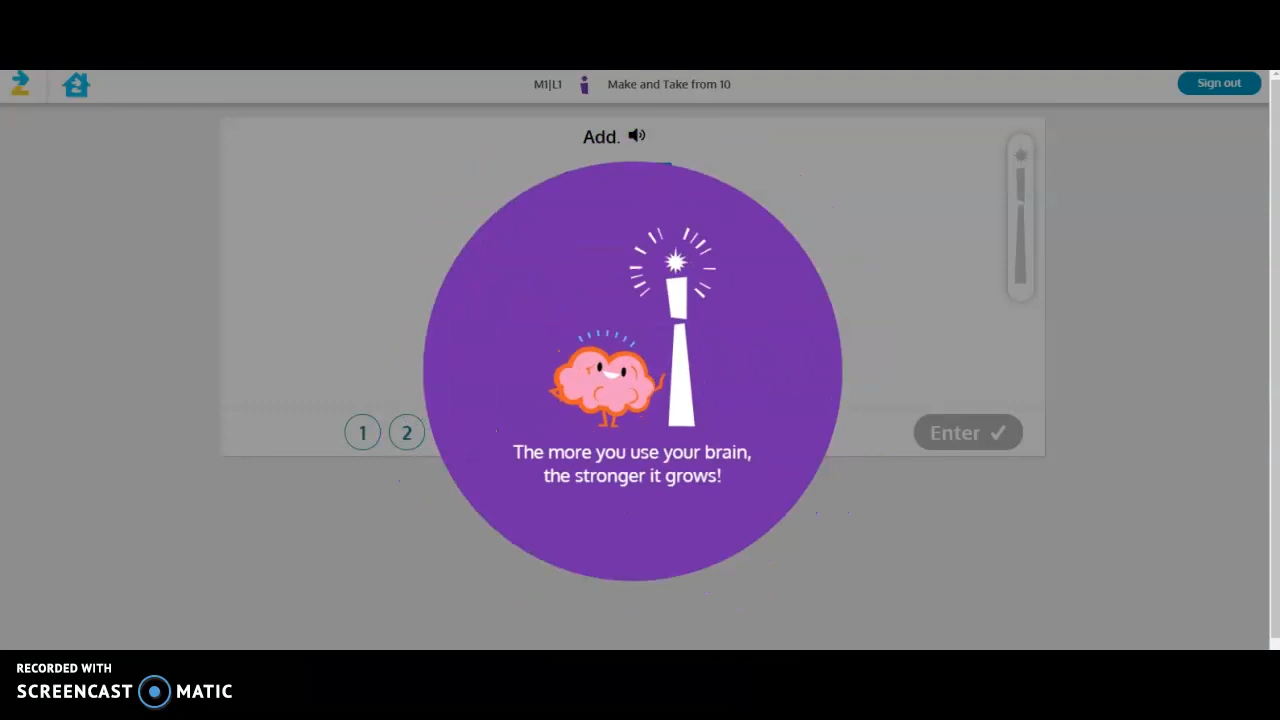 M1|L1 Make and Take from 10 Sign out
Add.
1 2 Enter
The more you use your brain,
the stronger it grows!
RECORDED WITH
SCREENCAST MATIC